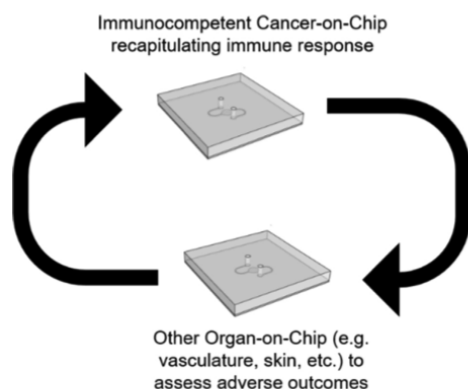 Immunocompetent Cancer-on-Chip
recapitulating immune response
Other Organ-on-Chip (e.g.
vasculature, skin, etc.) to
assess adverse outcomes